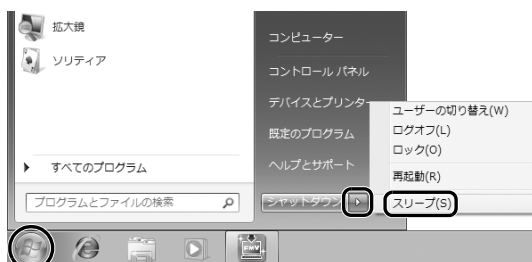 拡大鏡
ソリティア
すべてのプログラム
プログラムとファイルの検索
コンピューター
コントロール パネル
デバイスとプリンター
既定のプログラム
ヘルプとサポート
シャットダウン
ユーザーの切り替え(W)
ログオフ(L)
ロック(O)
再起動(R)
スリープ(S)
EMV